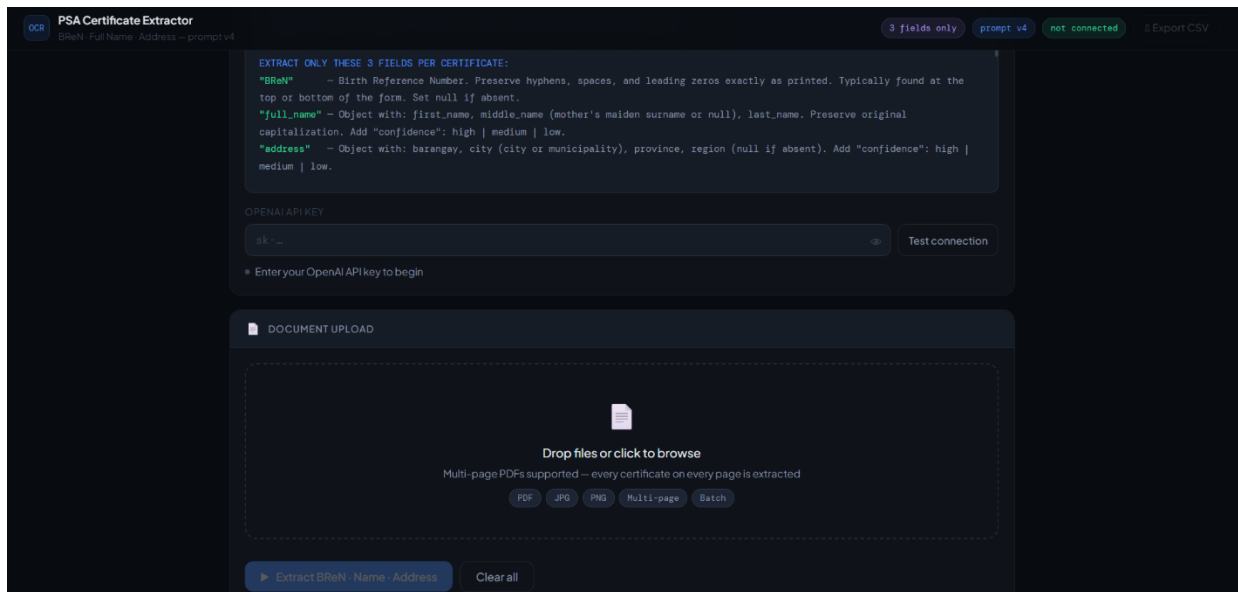 OCR
PSA Certificate Extractor
BReN · Full Name · Address — prompt v4
3 fields only
prompt v4
not connected
Export CSV
EXTRACT ONLY THESE 3 FIELDS PER CERTIFICATE:
"BReN" — Birth Reference Number. Preserve hyphens, spaces, and leading zeros exactly as printed. Typically found at the
top or bottom of the form. Set null if absent.
"full_name" — Object with: first_name, middle_name (mother's maiden surname or null), last_name. Preserve original
capitalization. Add "confidence": high | medium | low.
"address" — Object with: barangay, city (city or municipality), province, region (null if absent). Add "confidence": high |
medium | low.
OPENAI API KEY
sk-…
Test connection
Enter your OpenAI API key to begin
DOCUMENT UPLOAD
Drop files or click to browse
Multi-page PDFs supported — every certificate on every page is extracted
PDF
JPG
PNG
Multi-page
Batch
Extract BReN · Name · Address
Clear all